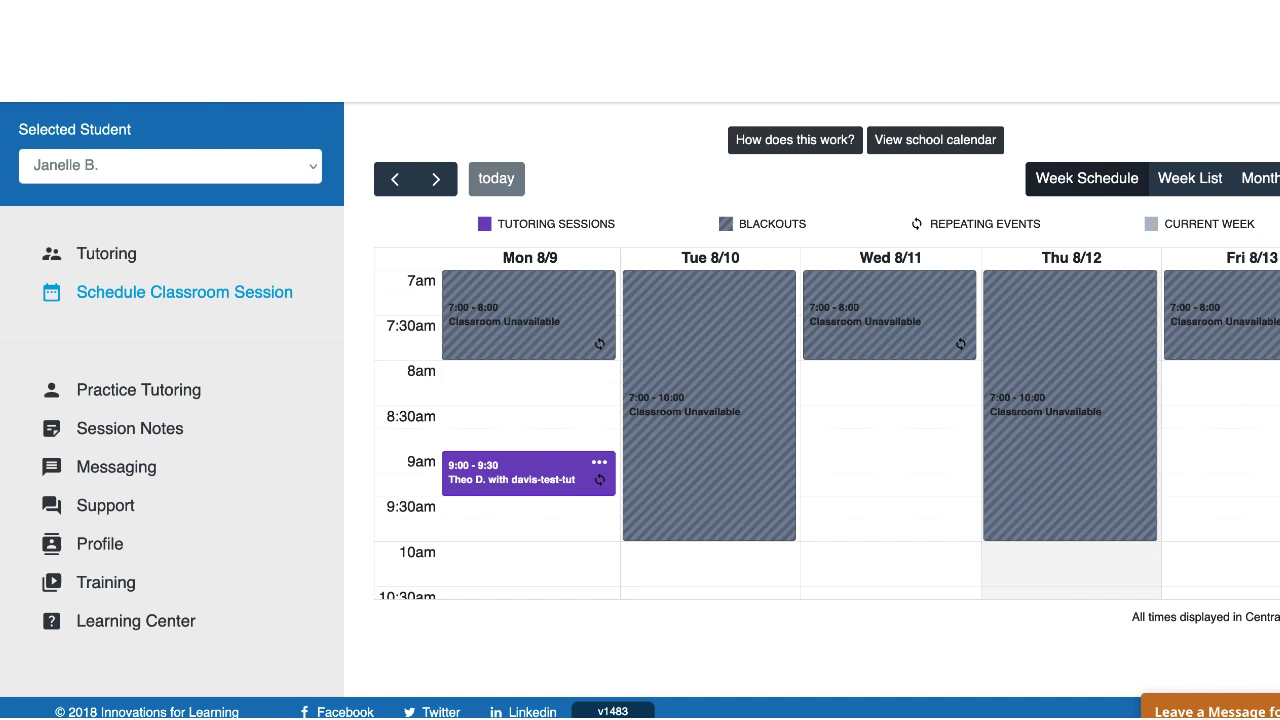 Selected Student
Janelle B.
Tutoring
Schedule Classroom Session
Practice Tutoring
Session Notes
Messaging
Support
Profile
Training
Learning Center
How does this work?
View school calendar
today
Week Schedule
Week List
Month
TUTORING SESSIONS
BLACKOUTS
REPEATING EVENTS
CURRENT WEEK
Mon 8/9
Tue 8/10
Wed 8/11
Thu 8/12
Fri 8/13
7am
7:30am
8am
8:30am
9am
9:30am
10am
10:30am
7:00 - 8:00
Classroom Unavailable
9:00 - 9:30
Theo D. with davis-test-tut
7:00 - 10:00
Classroom Unavailable
7:00 - 8:00
Classroom Unavailable
7:00 - 10:00
Classroom Unavailable
7:00 - 8:00
Classroom Unavailable
All times displayed in Centra
© 2018 Innovations for Learning
Facebook
Twitter
Linkedin
v1483
Leave a Message fo